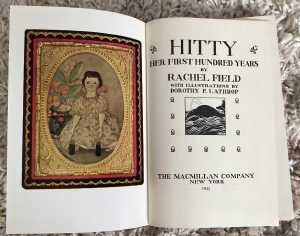 HITTY
HER FIRST HUNDRED YEARS
BY
RACHEL FIELD
WITH ILLUSTRATIONS BY
DOROTHY P. LATHROP
THE MACMILLAN COMPANY
NEW YORK